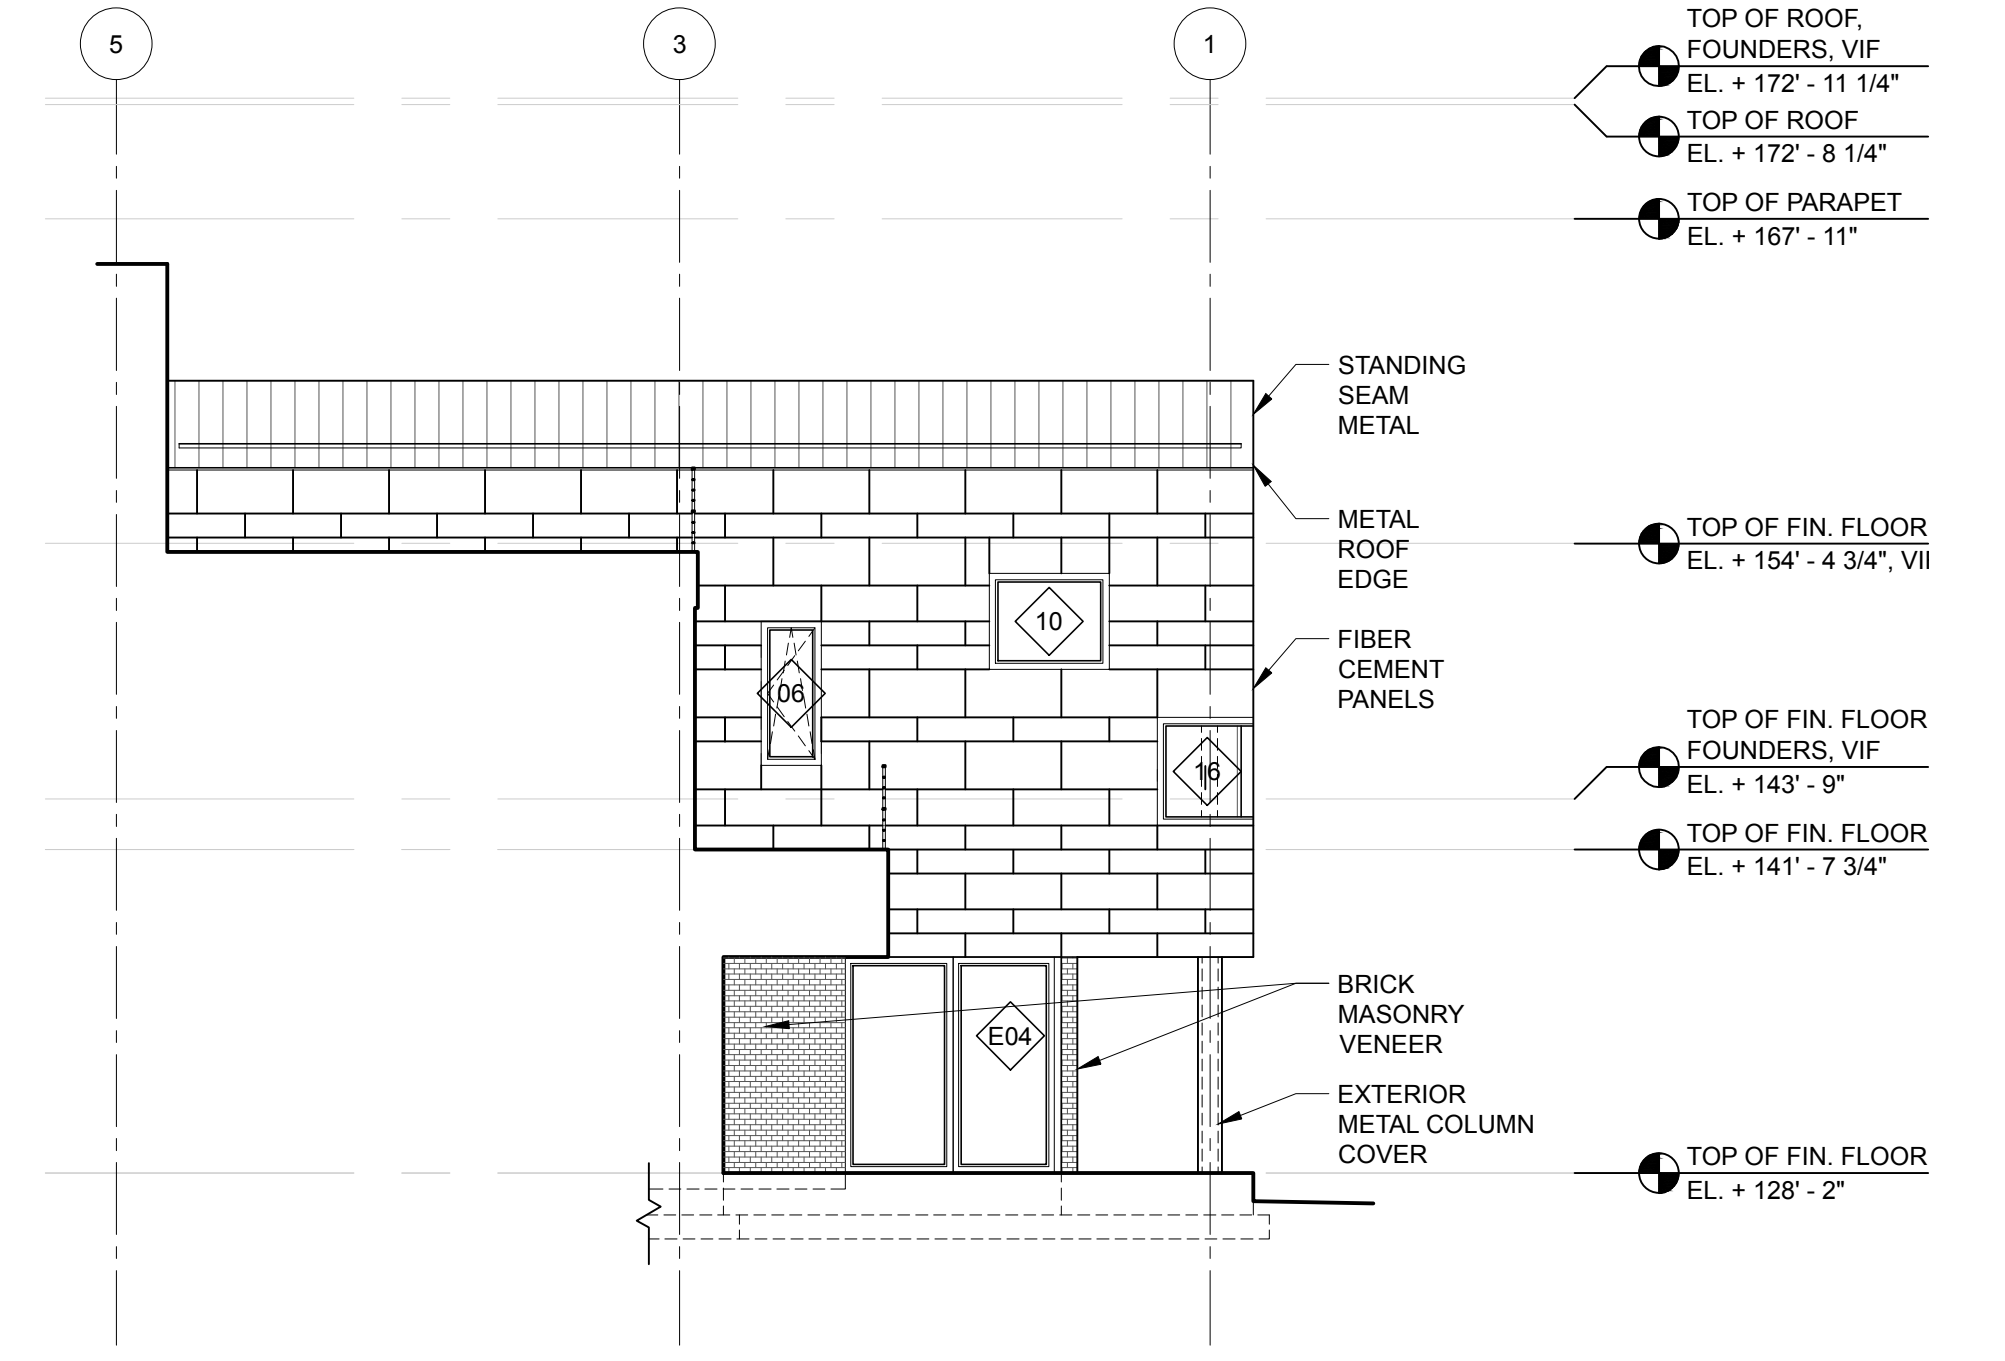 5
3
1
TOP OF ROOF,
FOUNDERS, VIF
EL. + 172' - 11 1/4"
TOP OF ROOF
EL. + 172' - 8 1/4"
TOP OF PARAPET
EL. + 167' - 11"
STANDING
SEAM
METAL
METAL
ROOF
EDGE
TOP OF FIN. FLOOR
EL. + 154' - 4 3/4",
10
FIBER
CEMENT
PANELS
06
16
TOP OF FIN. FLOOR
FOUNDERS, VIF
EL. + 143' - 9"
TOP OF FIN. FLOOR
EL. + 141' - 7 3/4"
BRICK
MASONRY
VENEER
E04
EXTERIOR
METAL COLUMN
COVER
TOP OF FIN. FLOOR
EL. + 128' - 2"